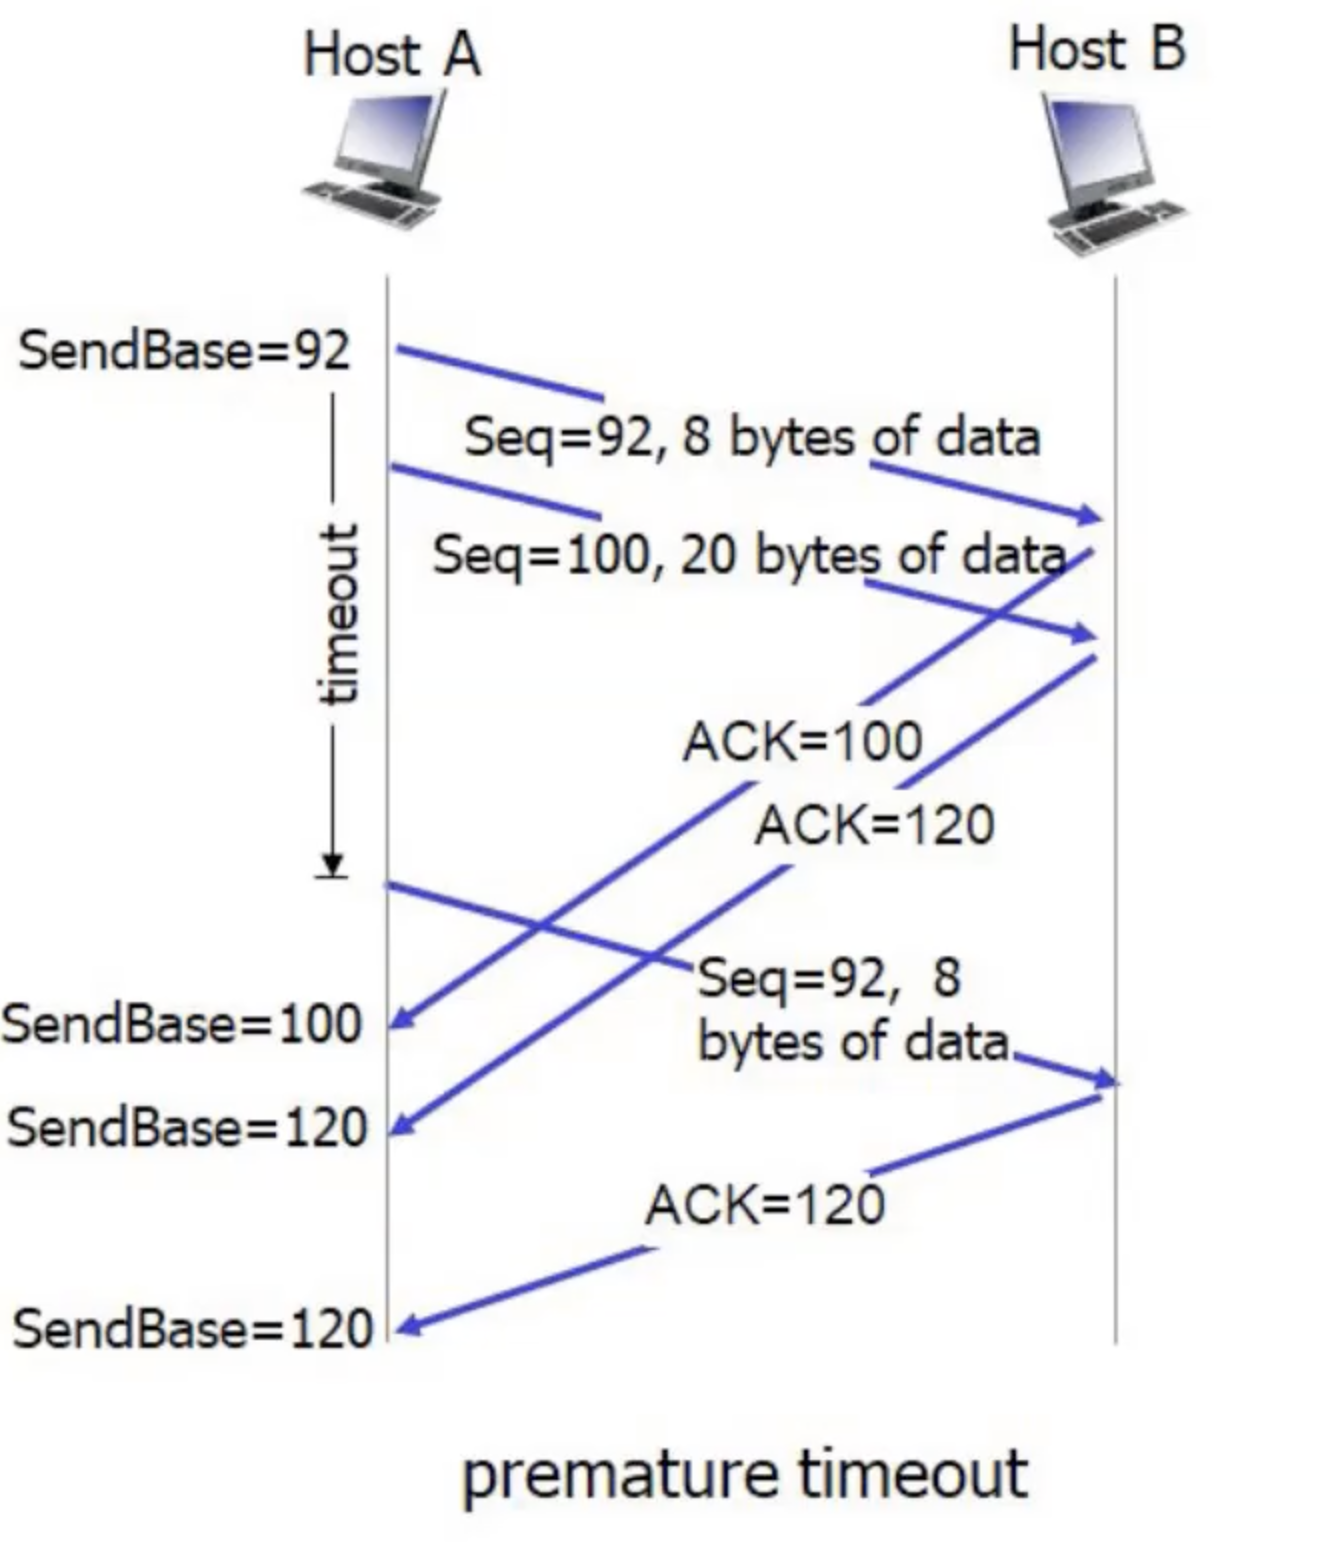 Host A
Host B
SendBase=92
Seq=92, 8 bytes of data
Seq=100, 20 bytes of data
timeout
ACK=100
ACK=120
Seq=92, 8
bytes of data
SendBase=100
SendBase=120
ACK=120
SendBase=120
premature timeout